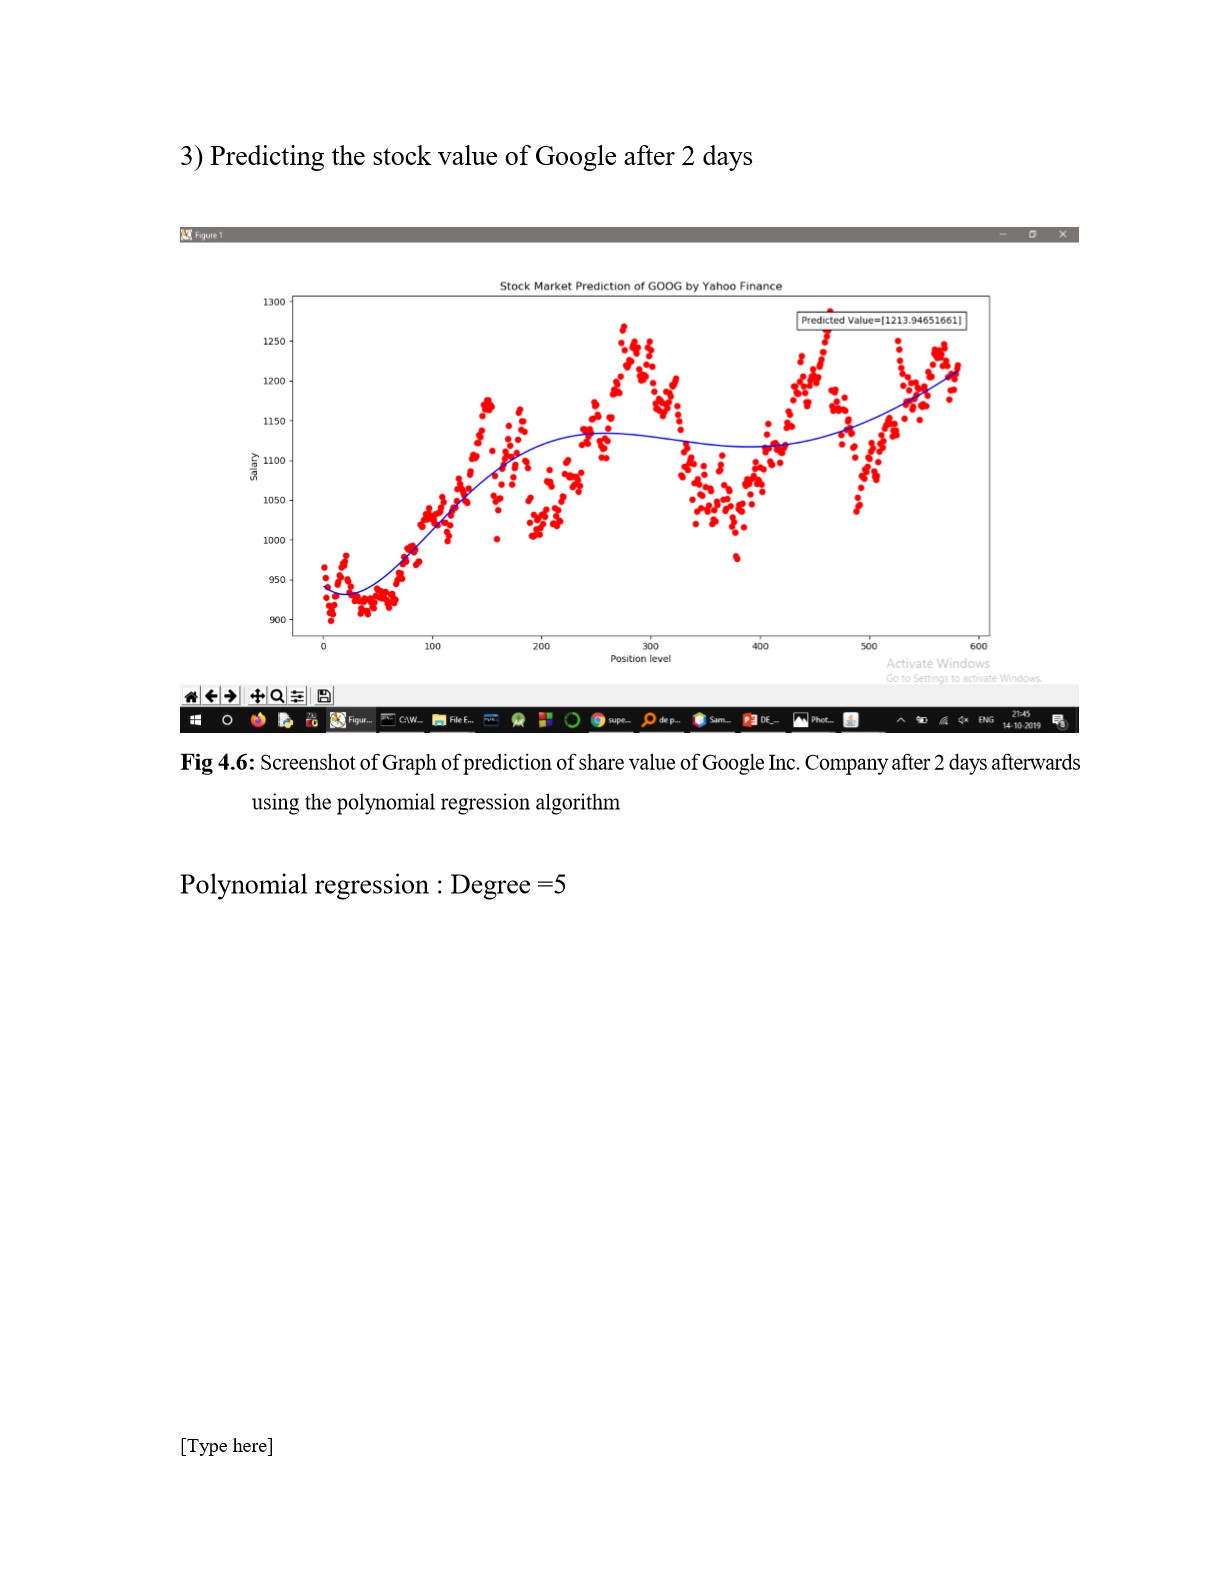 3) Predicting the stock value of Google after 2 days
Figure 1
Stock Market Prediction of GOOG by Yahoo Finance
Predicted Value=[1213.94651661]
1300
1250
1200
1150
1100
1050
1000
950
900
Salary
0 100 200 300 400 500 600
Position level
Activate Windows
Go to Settings to activate Windows.
Figur... C:\W... File E... supe... de p... Sam... DE_... Phot... ENG 21:45
14-10-2019
Fig 4.6: Screenshot of Graph of prediction of share value of Google Inc. Company after 2 days afterwards
using the polynomial regression algorithm
Polynomial regression : Degree =5
[Type here]